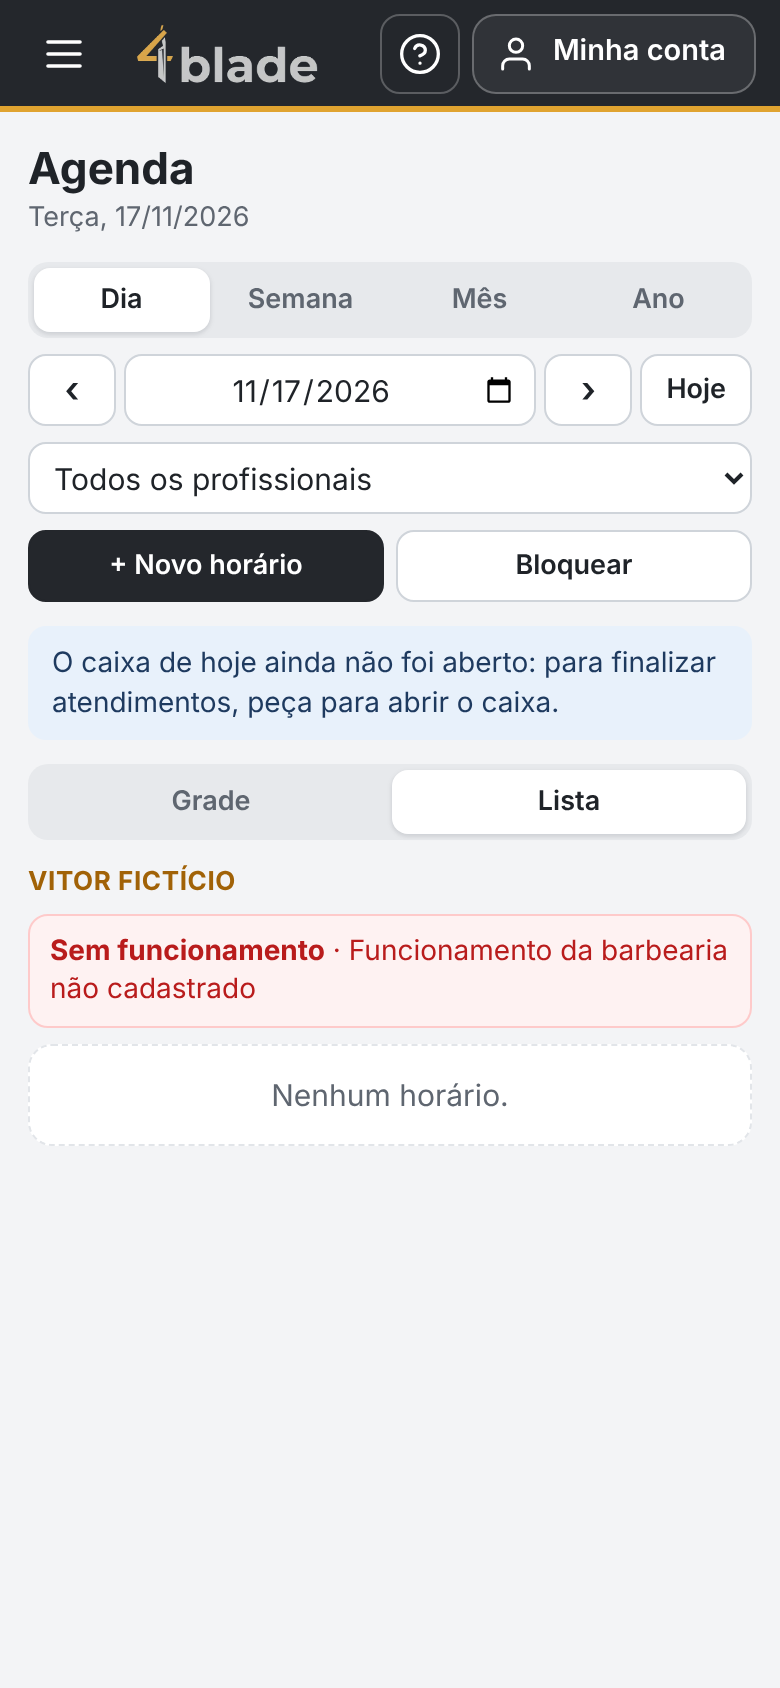 4blade
Minha conta
Agenda
Terça, 17/11/2026
Dia
Semana
Mês
Ano
‹
11/17/2026
›
Hoje
Todos os profissionais
+ Novo horário
Bloquear
O caixa de hoje ainda não foi aberto: para finalizar
atendimentos, peça para abrir o caixa.
Grade
Lista
VITOR FICTÍCIO
Sem funcionamento · Funcionamento da barbearia
não cadastrado
Nenhum horário.